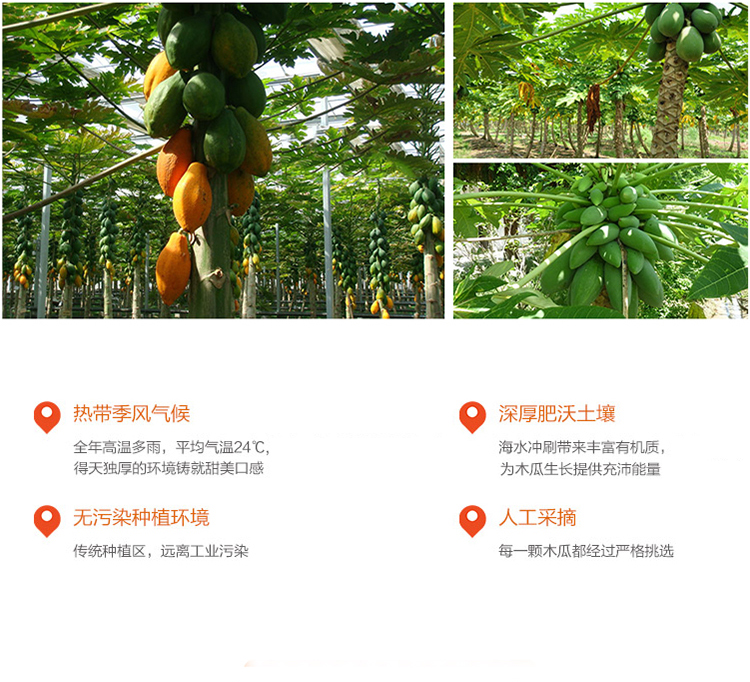 热带季风气候
全年高温多雨，平均气温24℃，
得天独厚的环境铸就甜美口感
深厚肥沃土壤
海水冲刷带来丰富有机质，
为木瓜生长提供充沛能量
无污染种植环境
传统种植区，远离工业污染
人工采摘
每一颗木瓜都经过严格挑选